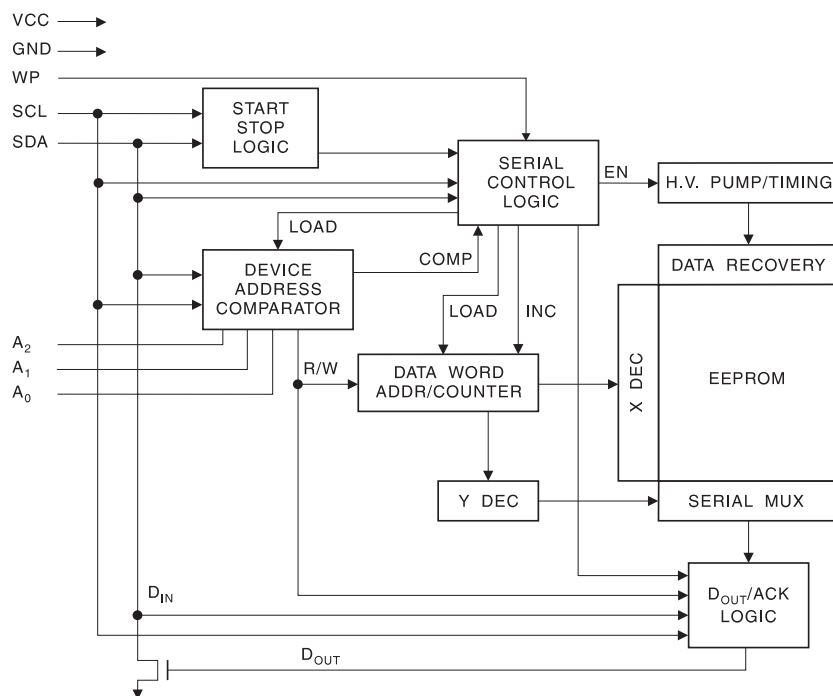 VCC
GND
WP
SCL
SDA
START
STOP
LOGIC
SERIAL
CONTROL
LOGIC
EN
H.V. PUMP/TIMING
LOAD
COMP
DEVICE
ADDRESS
COMPARATOR
DATA RECOVERY
LOAD
INC
A2
A1
A0
R/W
DATA WORD
ADDR/COUNTER
X DEC
EEPROM
Y DEC
SERIAL MUX
DIN
DOUT/ACK
LOGIC
DOUT